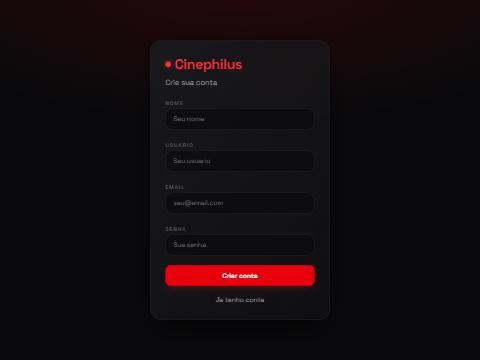 Cinephilus
Crie sua conta
NOME
Seu nome
USUARIO
Seu usuario
EMAIL
seu@email.com
SENHA
Sua senha
Criar conta
Ja tenho conta